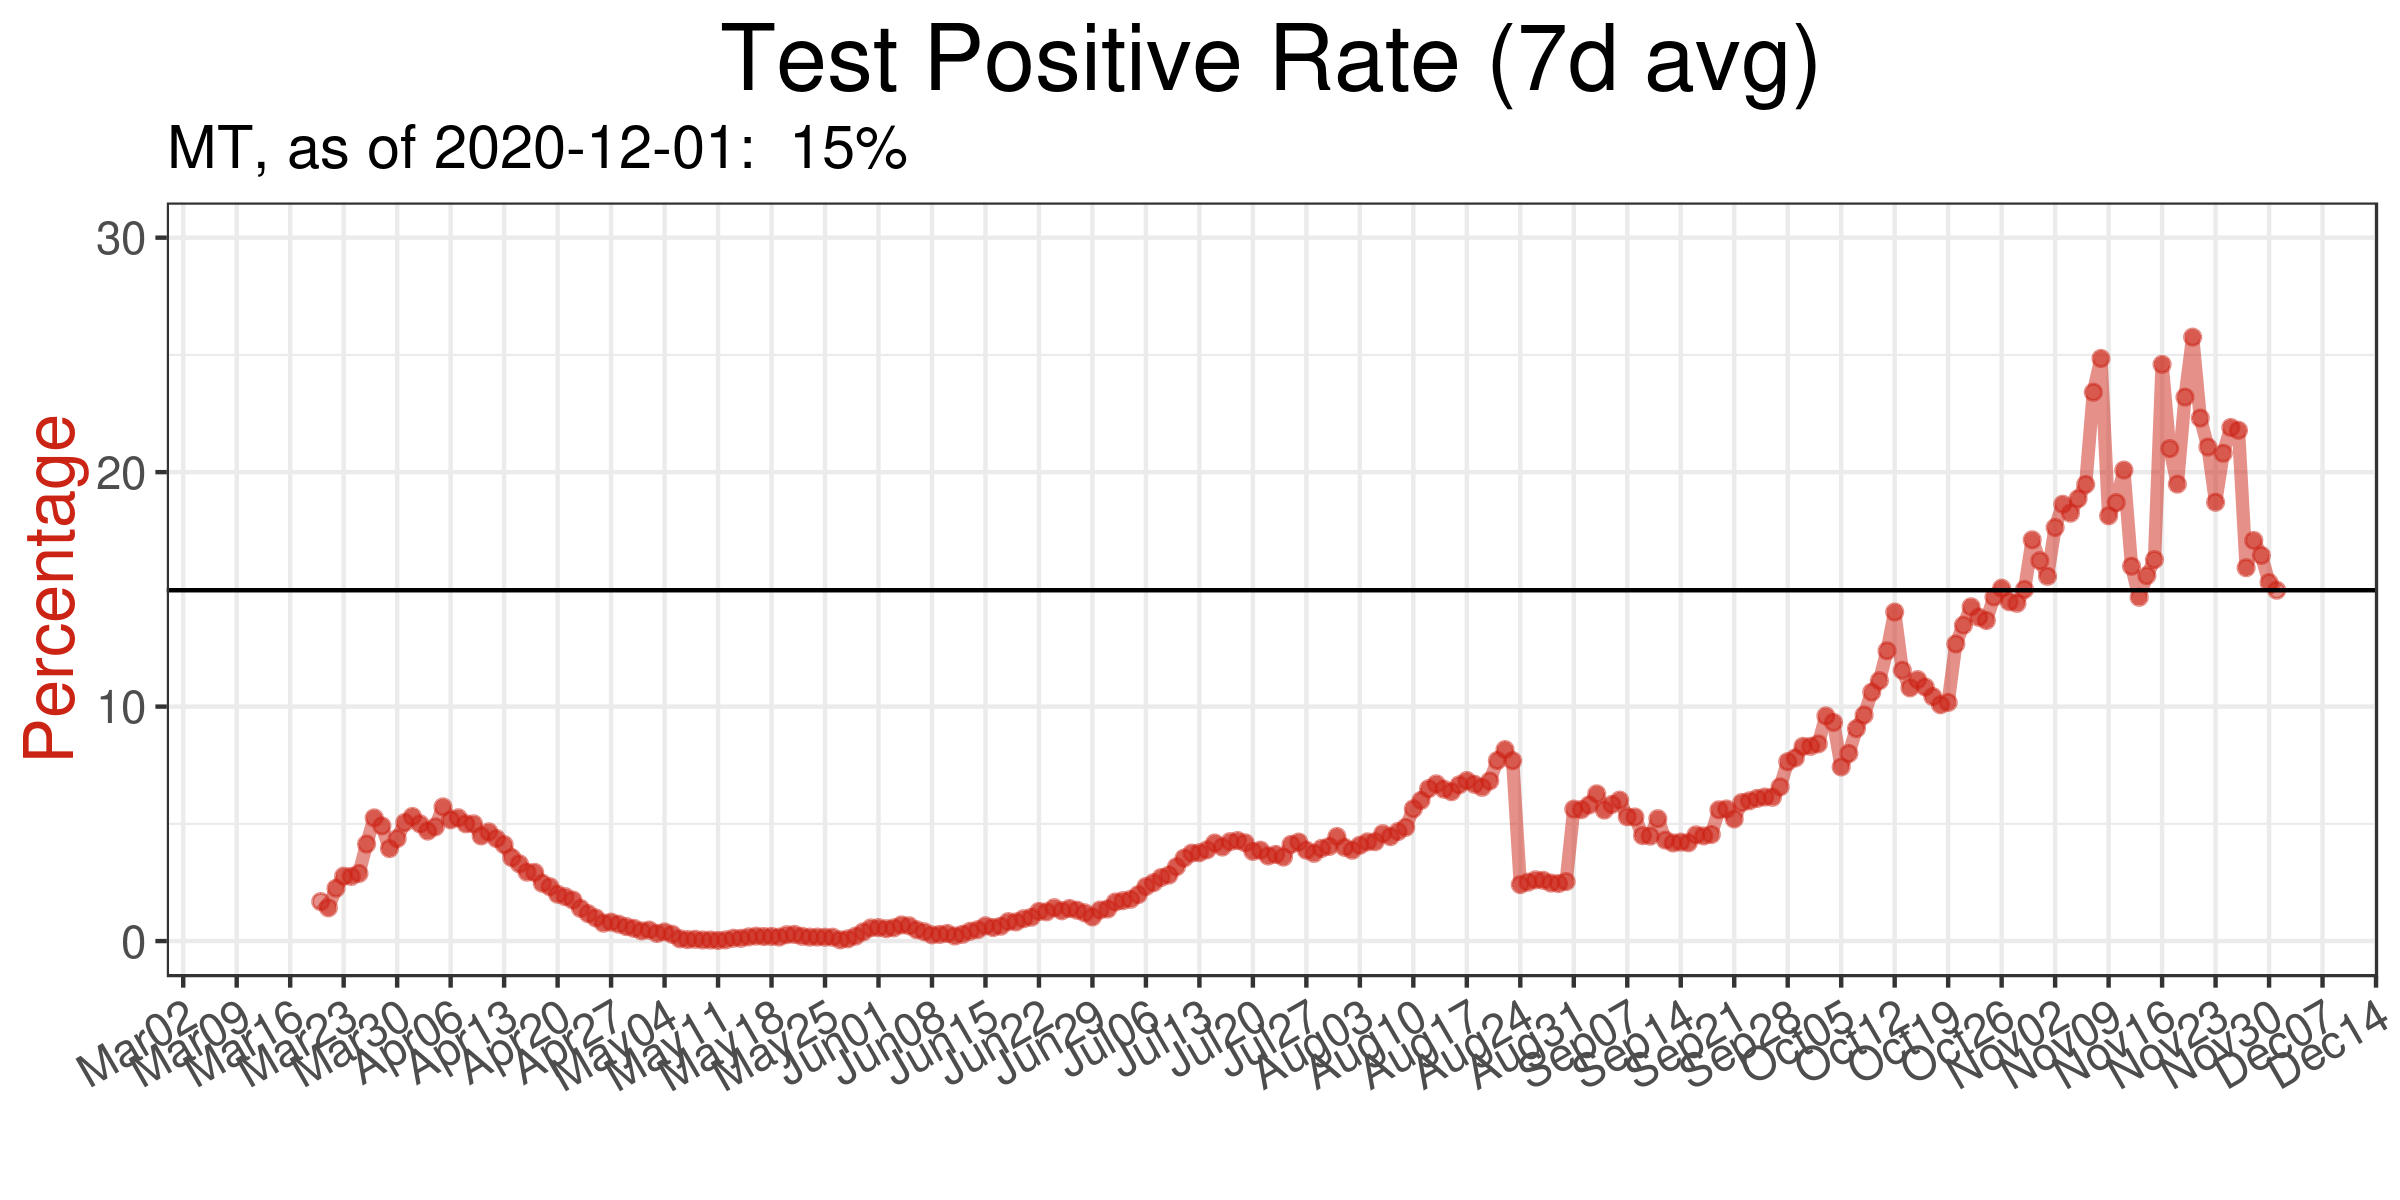 Test Positive Rate (7d avg)
MT, as of 2020-12-01:  15%
Percentage
30
20
10
0
Mar02
Mar09
Mar16
Mar23
Mar30
Apr06
Apr13
Apr20
Apr27
May04
May11
May18
May25
Jun01
Jun08
Jun15
Jun22
Jun29
Jul06
Jul13
Jul20
Jul27
Aug03
Aug10
Aug17
Aug24
Aug31
Sep07
Sep14
Sep21
Sep28
Oct05
Oct12
Oct19
Oct26
Nov02
Nov09
Nov16
Nov23
Nov30
Dec07
Dec14